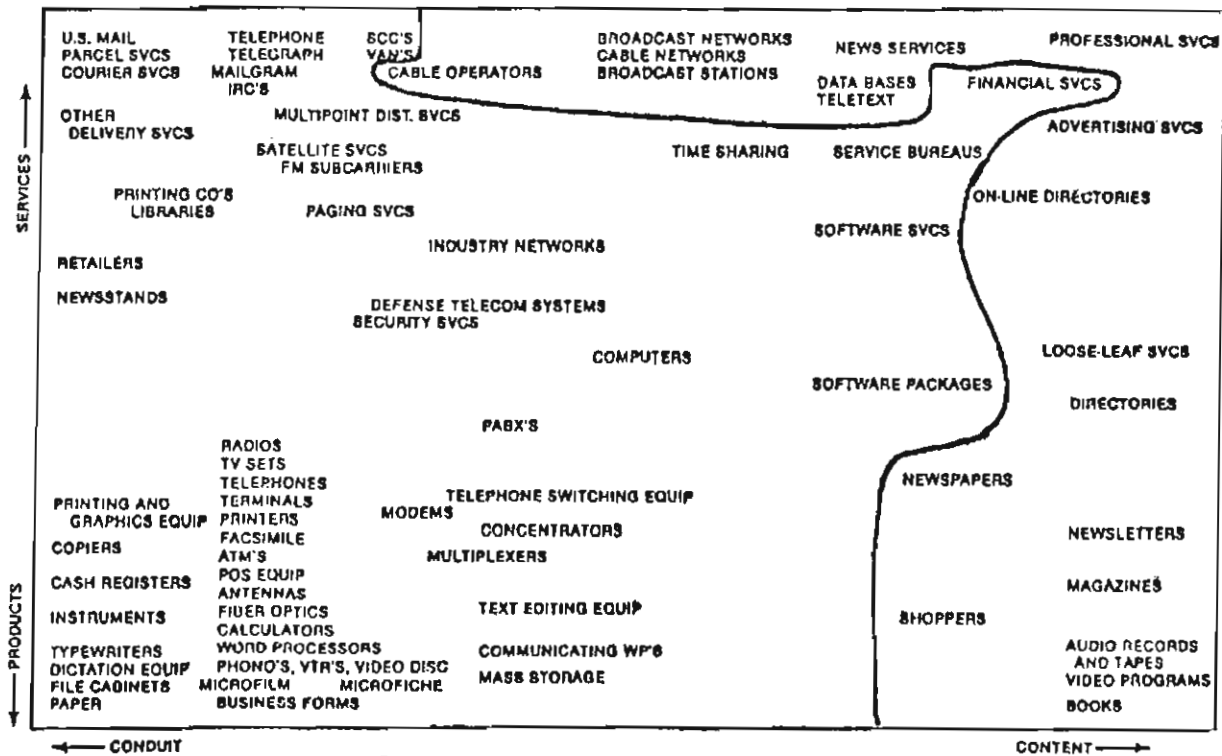 U.S. MAIL
PARCEL SVCS
COURIER SVCS
TELEPHONE
TELEGRAPH
MAILGRAM
IRC'S
SCC'S
VAN'S
CABLE OPERATORS
BROADCAST NETWORKS
CABLE NETWORKS
BROADCAST STATIONS
NEWS SERVICES
DATA BASES
TELETEXT
PROFESSIONAL SVCS
FINANCIAL SVCS
OTHER
DELIVERY SVCS
MULTIPOINT DIST. SVCS
ADVERTISING SVCS
SATELLITE SVCS
FM SUBCARRIERS
TIME SHARING
SERVICE BUREAUS
PRINTING CO'S
LIBRARIES
PAGING SVCS
ON-LINE DIRECTORIES
INDUSTRY NETWORKS
SOFTWARE SVCS
RETAILERS
NEWSSTANDS
DEFENSE TELECOM SYSTEMS
SECURITY SVCS
COMPUTERS
LOOSE-LEAF SVCS
SOFTWARE PACKAGES
DIRECTORIES
PABX'S
RADIOS
TV SETS
TELEPHONES
TERMINALS
PRINTERS
FACSIMILE
ATM'S
POS EQUIP
ANTENNAS
FIBER OPTICS
CALCULATORS
WORD PROCESSORS
PHONO'S, VTR'S, VIDEO DISC
MICROFILM
MICROFICHE
BUSINESS FORMS
PRINTING AND
GRAPHICS EQUIP
COPIERS
CASH REGISTERS
INSTRUMENTS
TYPEWRITERS
DICTATION EQUIP
FILE CABINETS
PAPER
MODEMS
TELEPHONE SWITCHING EQUIP
CONCENTRATORS
MULTIPLEXERS
TEXT EDITING EQUIP
COMMUNICATING WP'S
MASS STORAGE
NEWSPAPERS
SHOPPERS
NEWSLETTERS
MAGAZINES
AUDIO RECORDS
AND TAPES
VIDEO PROGRAMS
BOOKS
SERVICES
PRODUCTS
CONDUIT
CONTENT